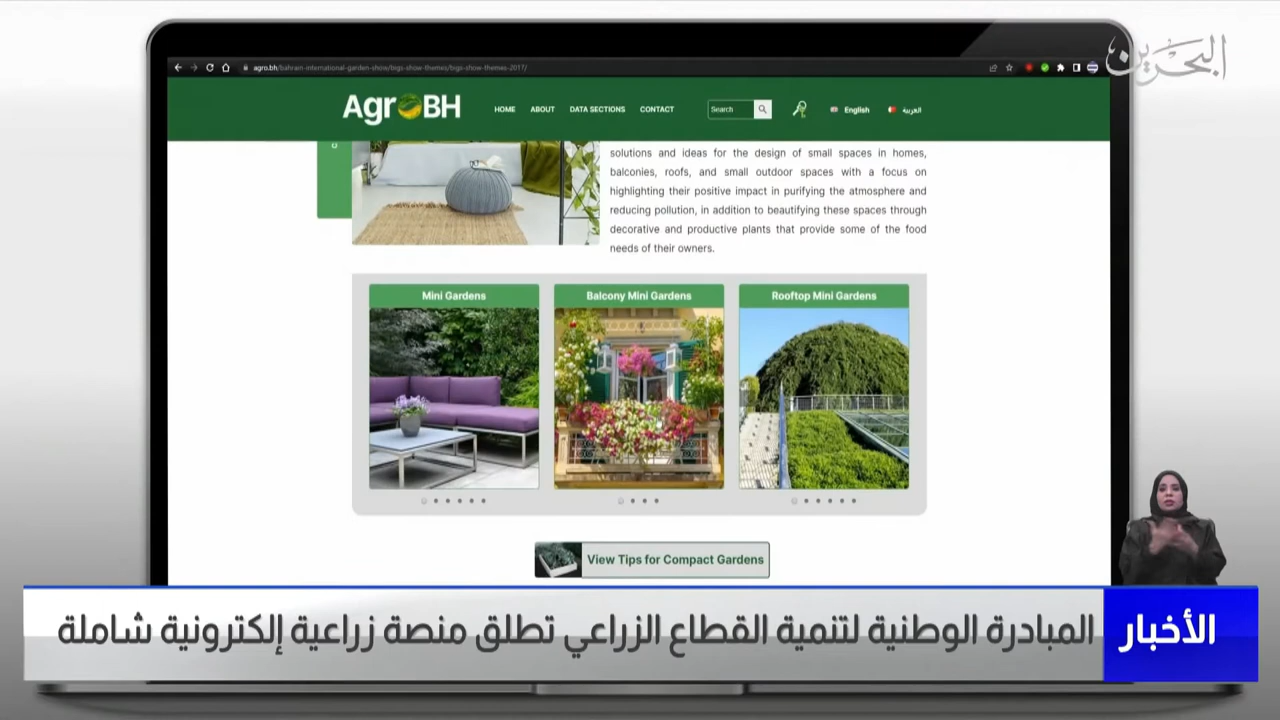 البحرين
agro.bh/bahrain-international-garden-show/bigs-show-themes/bigs-show-themes-2017/
AgroBH
HOME
ABOUT
DATA SECTIONS
CONTACT
Search
English
العربية
solutions and ideas for the design of small spaces in homes,
balconies, roofs, and small outdoor spaces with a focus on
highlighting their positive impact in purifying the atmosphere and
reducing pollution, in addition to beautifying these spaces through
decorative and productive plants that provide some of the food
needs of their owners.
Mini Gardens
Balcony Mini Gardens
Rooftop Mini Gardens
View Tips for Compact Gardens
الأخبار
المبادرة الوطنية لتنمية القطاع الزراعي تطلق منصة زراعية إلكترونية شاملة